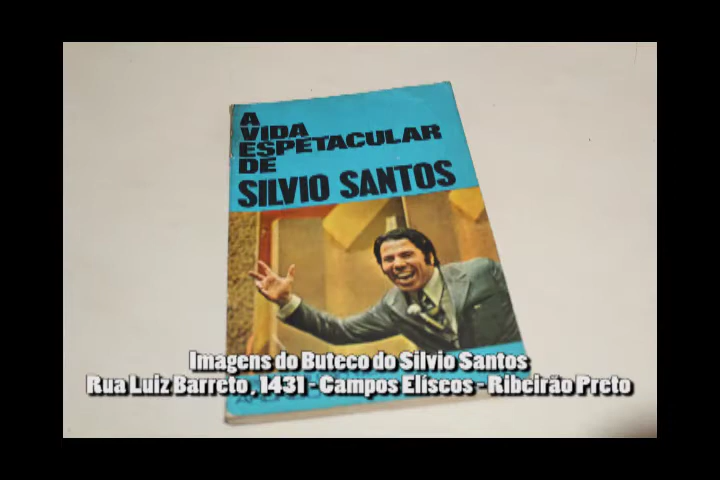 A
VIDA
ESPETACULAR
DE
SILVIO SANTOS
Imagens do Buteco do Silvio Santos
Rua Luiz Barreto , 1431 - Campos Elíseos - Ribeirão Preto